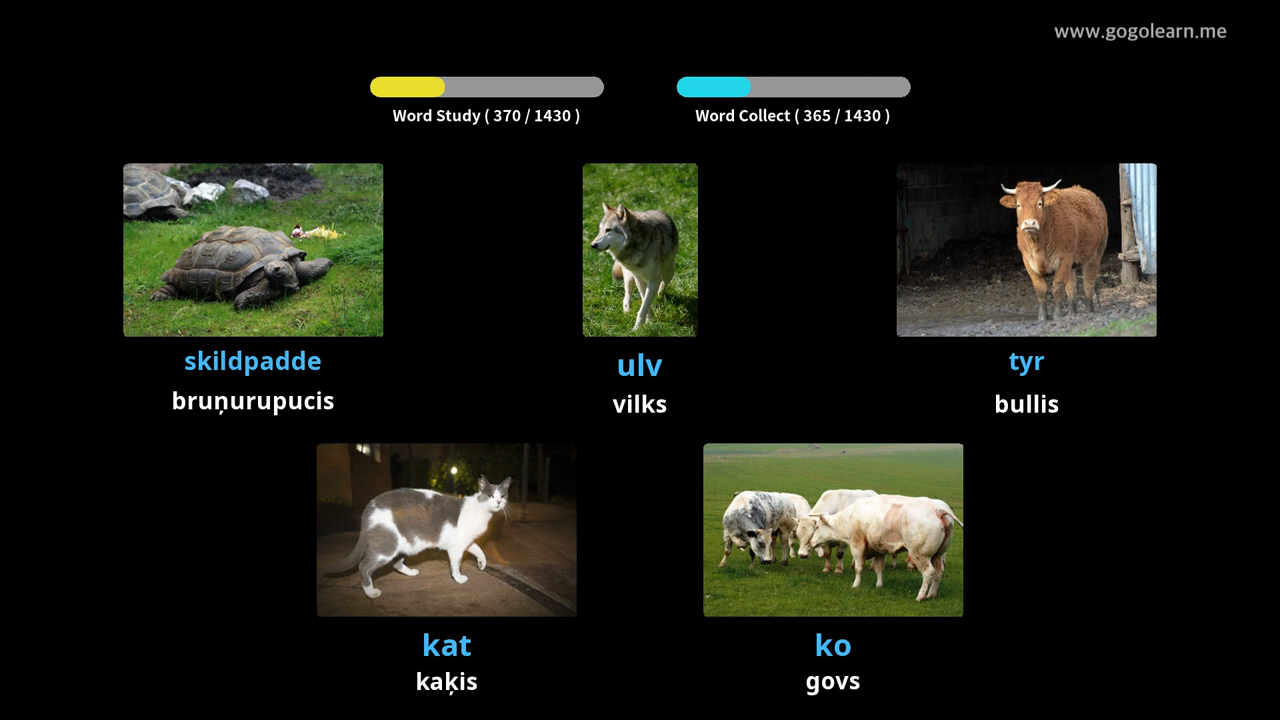 www.gogolearn.me
Word Study ( 370 / 1430 )
Word Collect ( 365 / 1430 )
skildpadde
bruņurupucis
ulv
vilks
tyr
bullis
kat
kaķis
ko
govs